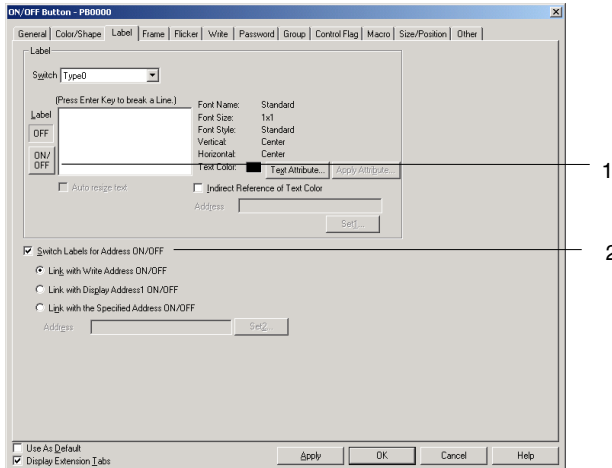 ON/OFF Button - PB0000
General Color/Shape Label Frame Flicker Write Password Group Control Flag Macro Size/Position Other
Label
Switch Type0
(Press Enter Key to break a Line.)
Label
OFF
ON/
OFF
Font Name: Standard
Font Size: 1x1
Font Style: Standard
Vertical: Center
Horizontal: Center
Text Color: Text Attribute... Apply Attribute...
1
Auto resize text
Indirect Reference of Text Color
Address
Set1...
Switch Labels for Address ON/OFF
2
Link with Write Address ON/OFF
Link with Display Address1 ON/OFF
Link with the Specified Address ON/OFF
Address Set2...
Use As Default
Display Extension Tabs
Apply OK Cancel Help